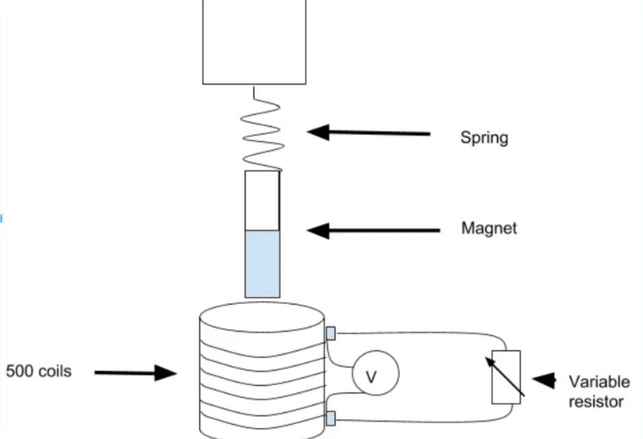 Spring
Magnet
500 coils
V
Variable
resistor